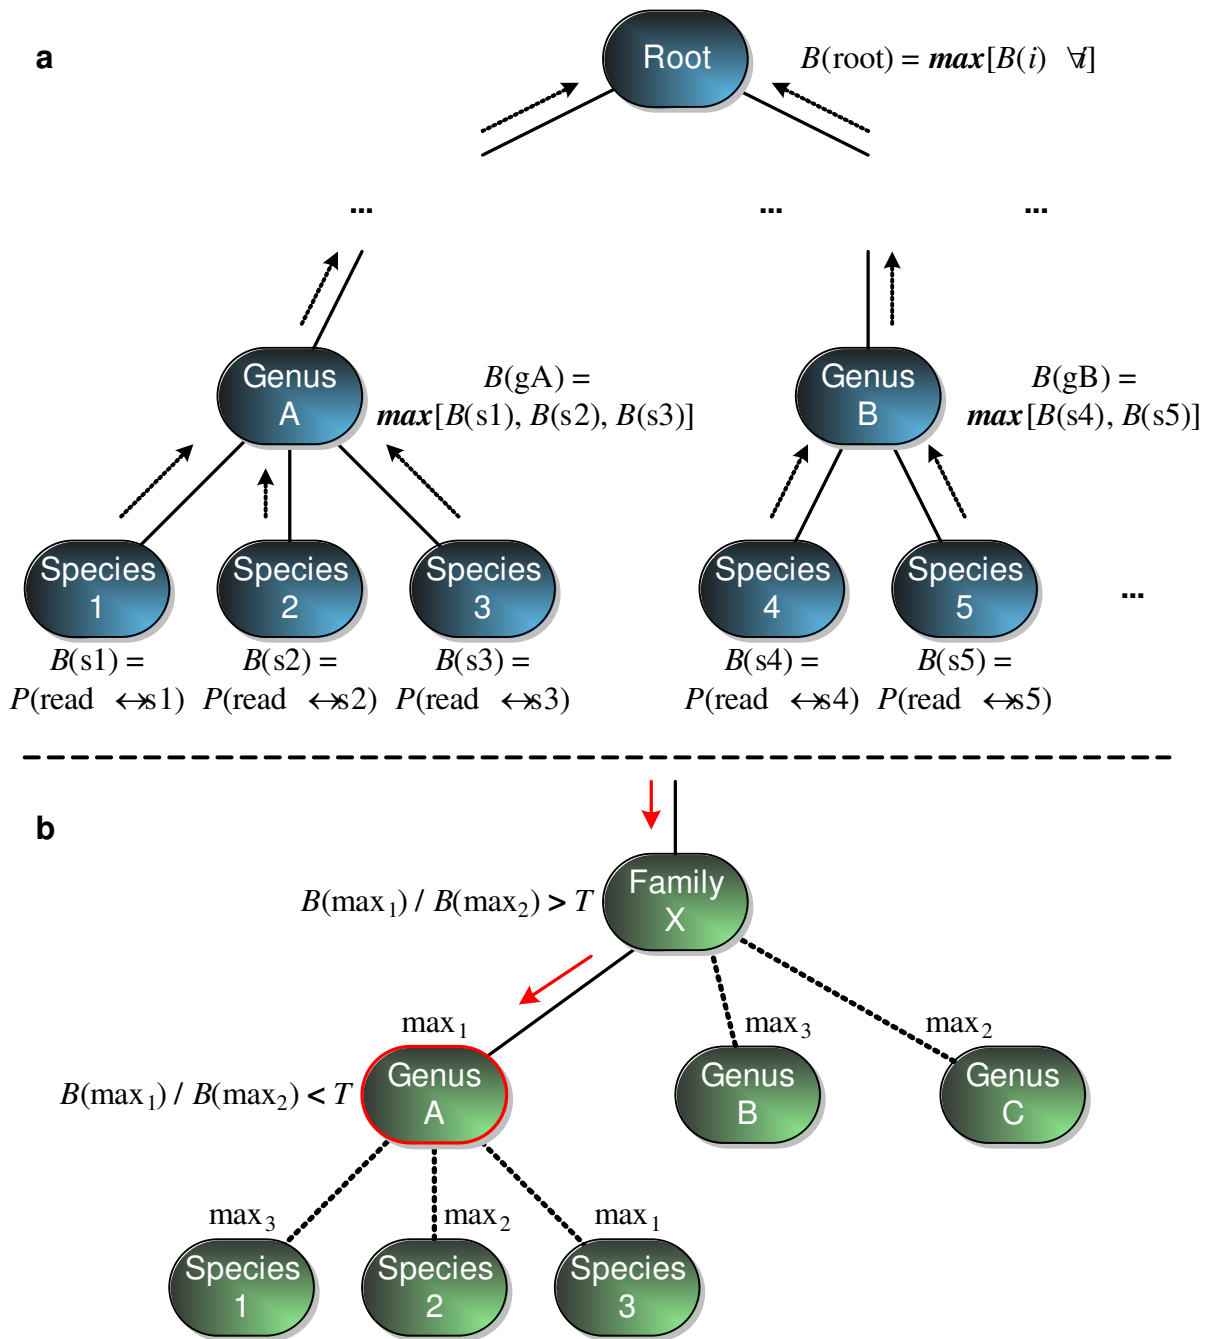 a
Root
B(root) = max[B(i) ∀i]
...
...
...
Genus
A
B(gA) =
max[B(s1), B(s2), B(s3)]
Genus
B
B(gB) =
max[B(s4), B(s5)]
Species
1
Species
2
Species
3
Species
4
Species
5
...
B(s1) =
P(read ↔s1)
B(s2) =
P(read ↔s2)
B(s3) =
P(read ↔s3)
B(s4) =
P(read ↔s4)
B(s5) =
P(read ↔s5)
b
Family
X
B(max₁) / B(max₂) > T
max₁
max₃
max₂
Genus
A
B(max₁) / B(max₂) < T
Genus
B
Genus
C
max₃
max₂
max₁
Species
1
Species
2
Species
3